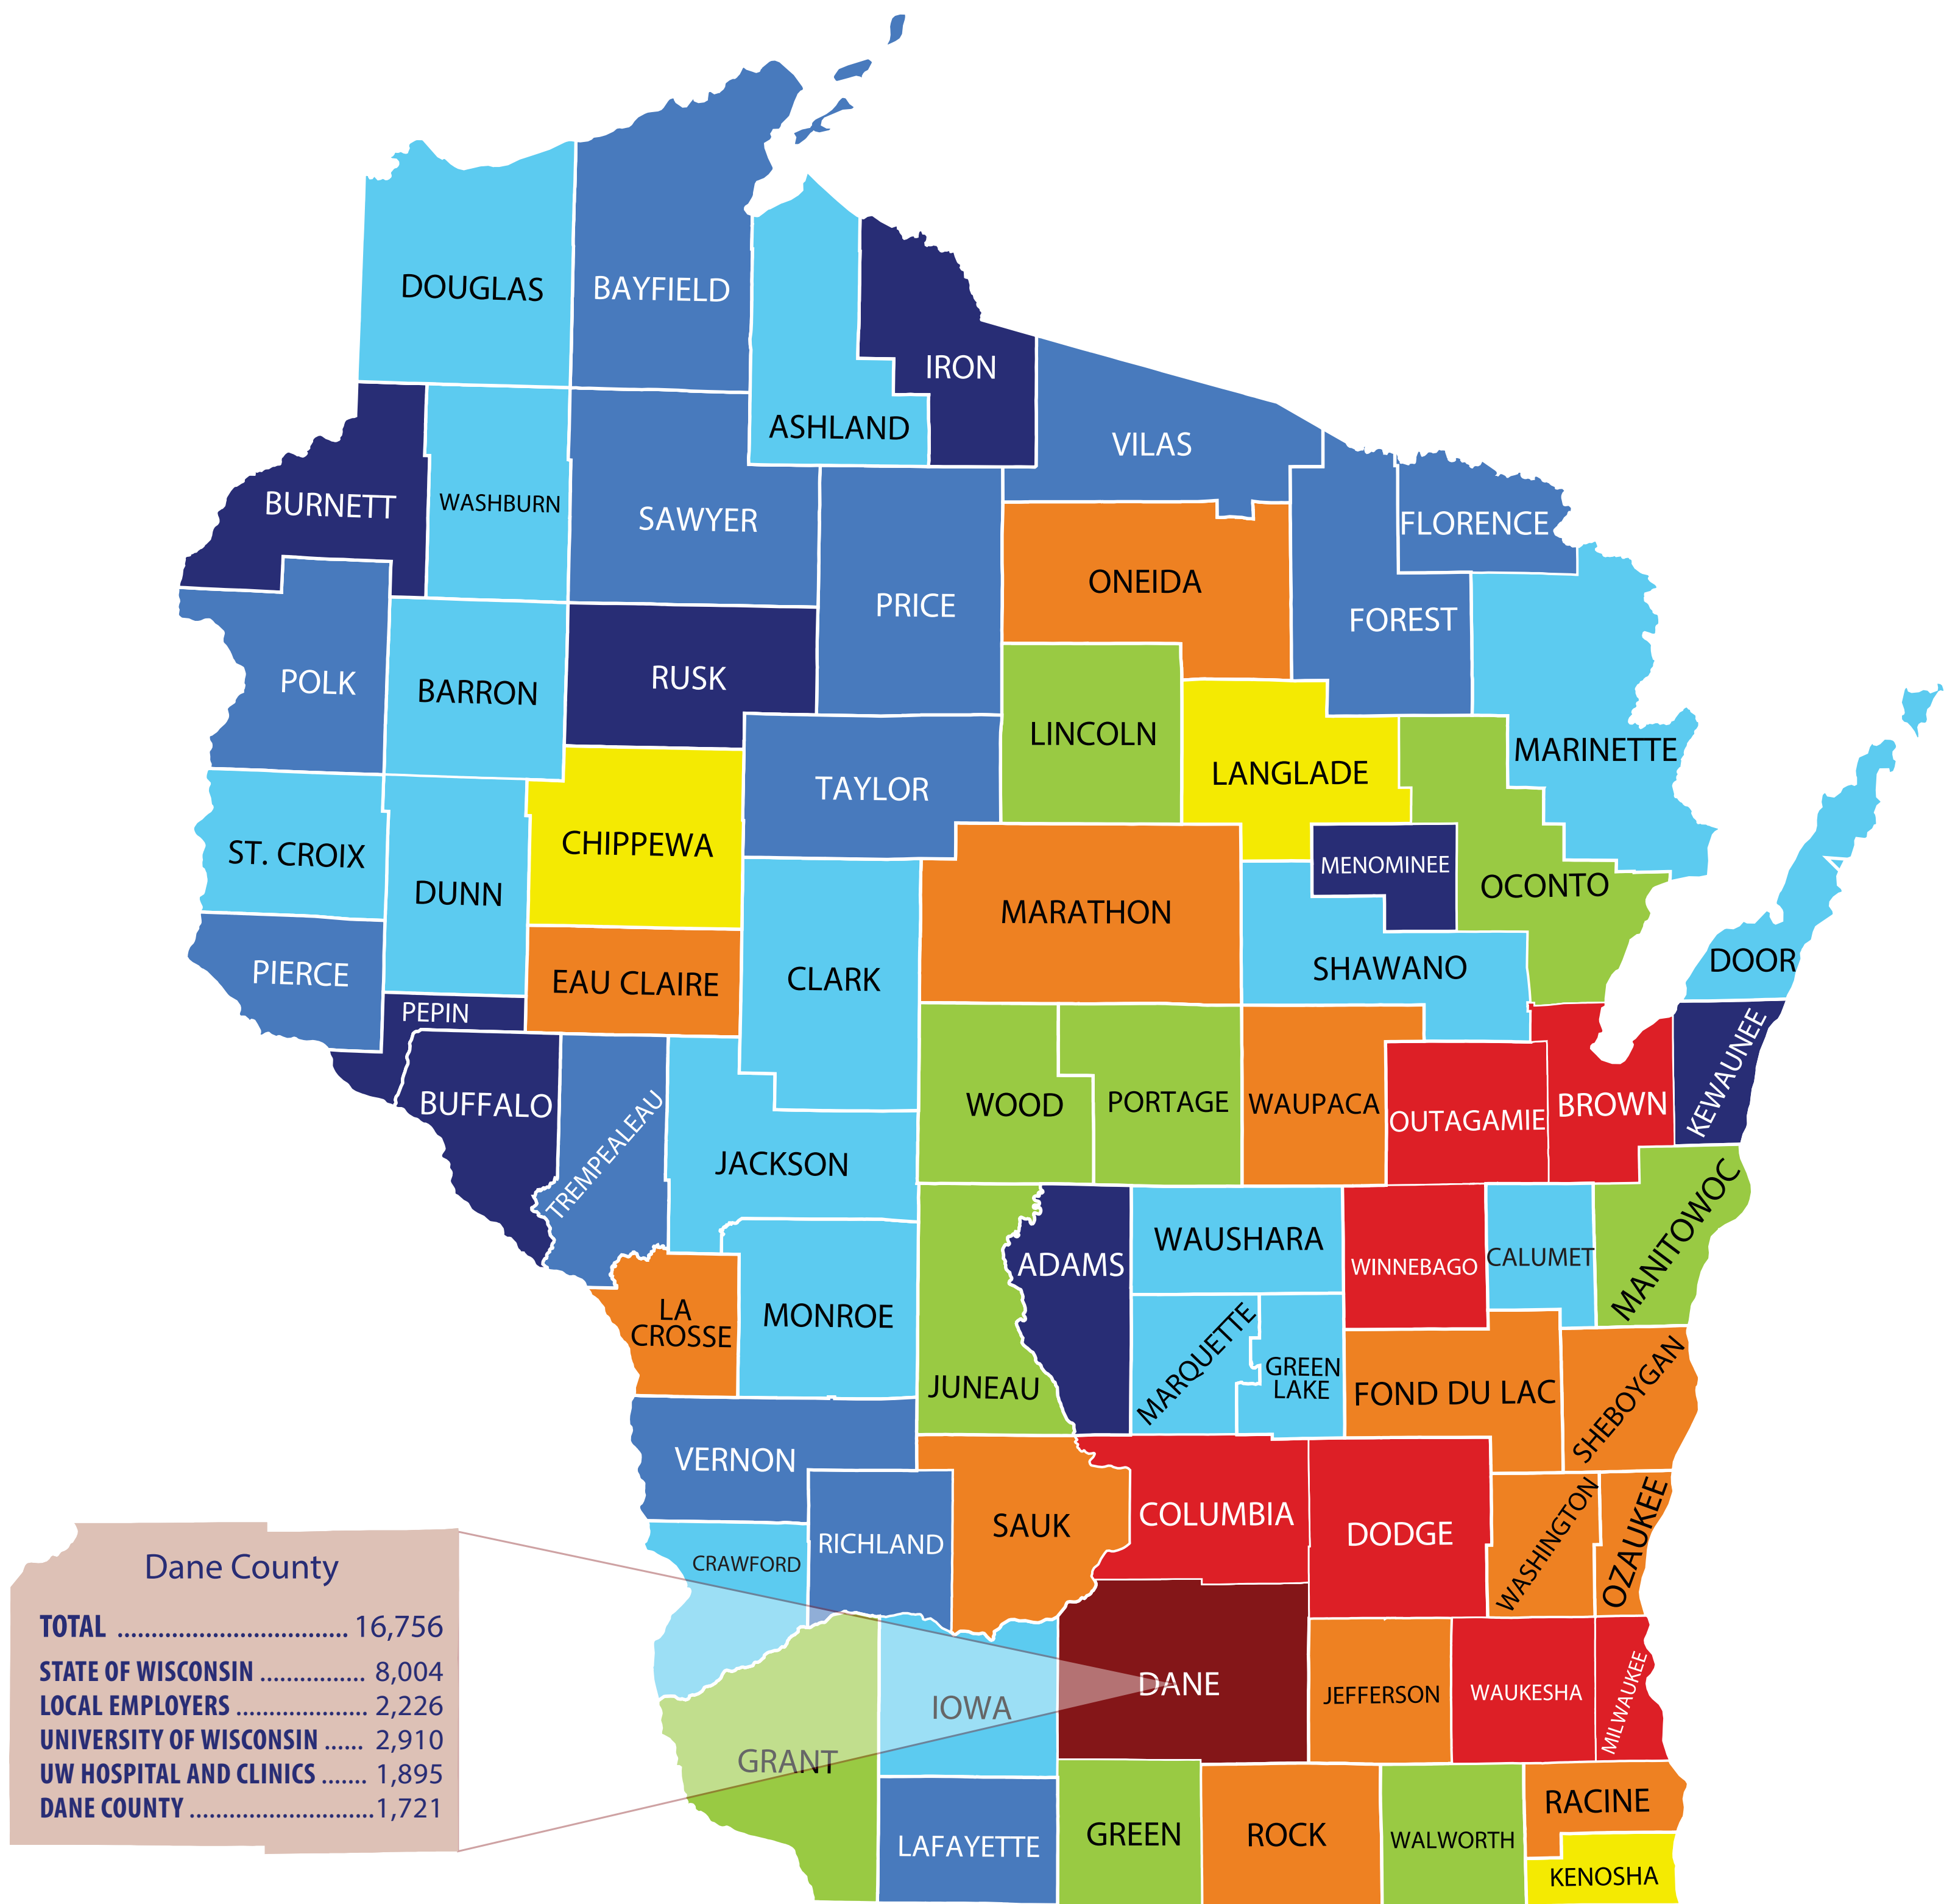 DOUGLAS
BAYFIELD
IRON
ASHLAND
VILAS
BURNETT
WASHBURN
SAWYER
FLORENCE
ONEIDA
PRICE
FOREST
POLK
BARRON
RUSK
LINCOLN
LANGLADE
MARINETTE
TAYLOR
ST. CROIX
CHIPPEWA
MENOMINEE
DUNN
OCONTO
MARATHON
DOOR
PIERCE
EAU CLAIRE
CLARK
SHAWANO
PEPIN
BUFFALO
TREMPEALEAU
WOOD
PORTAGE
WAUPACA
OUTAGAMIE
BROWN
KEWAUNEE
JACKSON
ADAMS
WAUSHARA
WINNEBAGO
CALUMET
MANITOWOC
LA
CROSSE
MONROE
JUNEAU
MARQUETTE
GREEN
LAKE
FOND DU LAC
SHEBOYGAN
VERNON
RICHLAND
SAUK
COLUMBIA
DODGE
WASHINGTON
OZAUKEE
CRAWFORD
IOWA
DANE
JEFFERSON
WAUKESHA
MILWAUKEE
GRANT
LAFAYETTE
GREEN
ROCK
WALWORTH
RACINE
KENOSHA
Dane County
TOTAL .................................. 16,756
STATE OF WISCONSIN ................ 8,004
LOCAL EMPLOYERS .................... 2,226
UNIVERSITY OF WISCONSIN ...... 2,910
UW HOSPITAL AND CLINICS ....... 1,895
DANE COUNTY ............................1,721